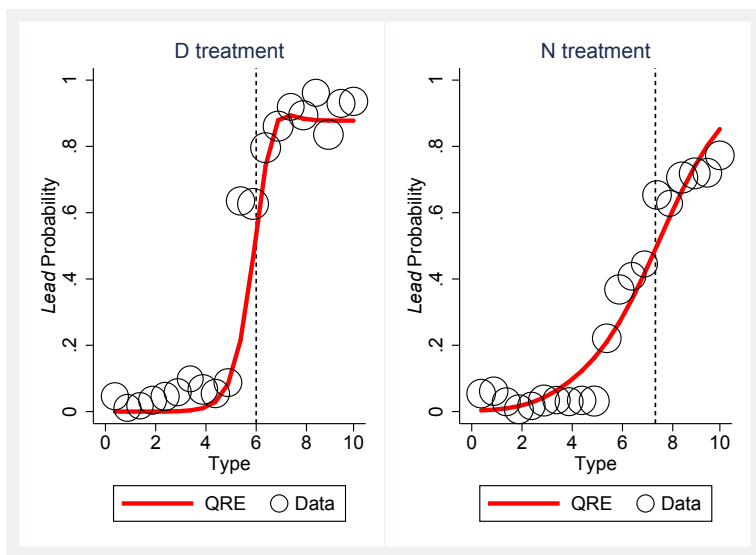 D treatment
Lead Probability
0 .2 .4 .6 .8 1
0 2 4 6 8 10
Type
QRE Data
N treatment
Lead Probability
0 .2 .4 .6 .8 1
0 2 4 6 8 10
Type
QRE Data